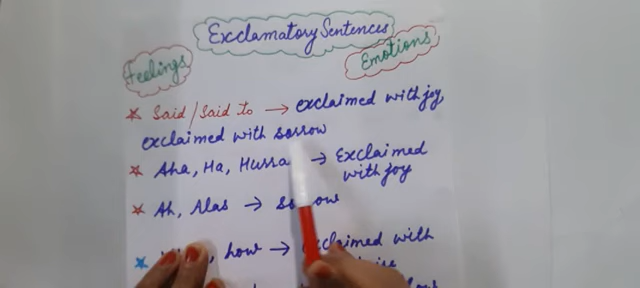 Exclamatory Sentences
Feelings
Emotions
Said/Said to → exclaimed with joy,
exclaimed with sorrow
Aha, Ha, Hurra → Exclaimed
with joy
Ah, Alas → sorrow
, how → exclaimed with